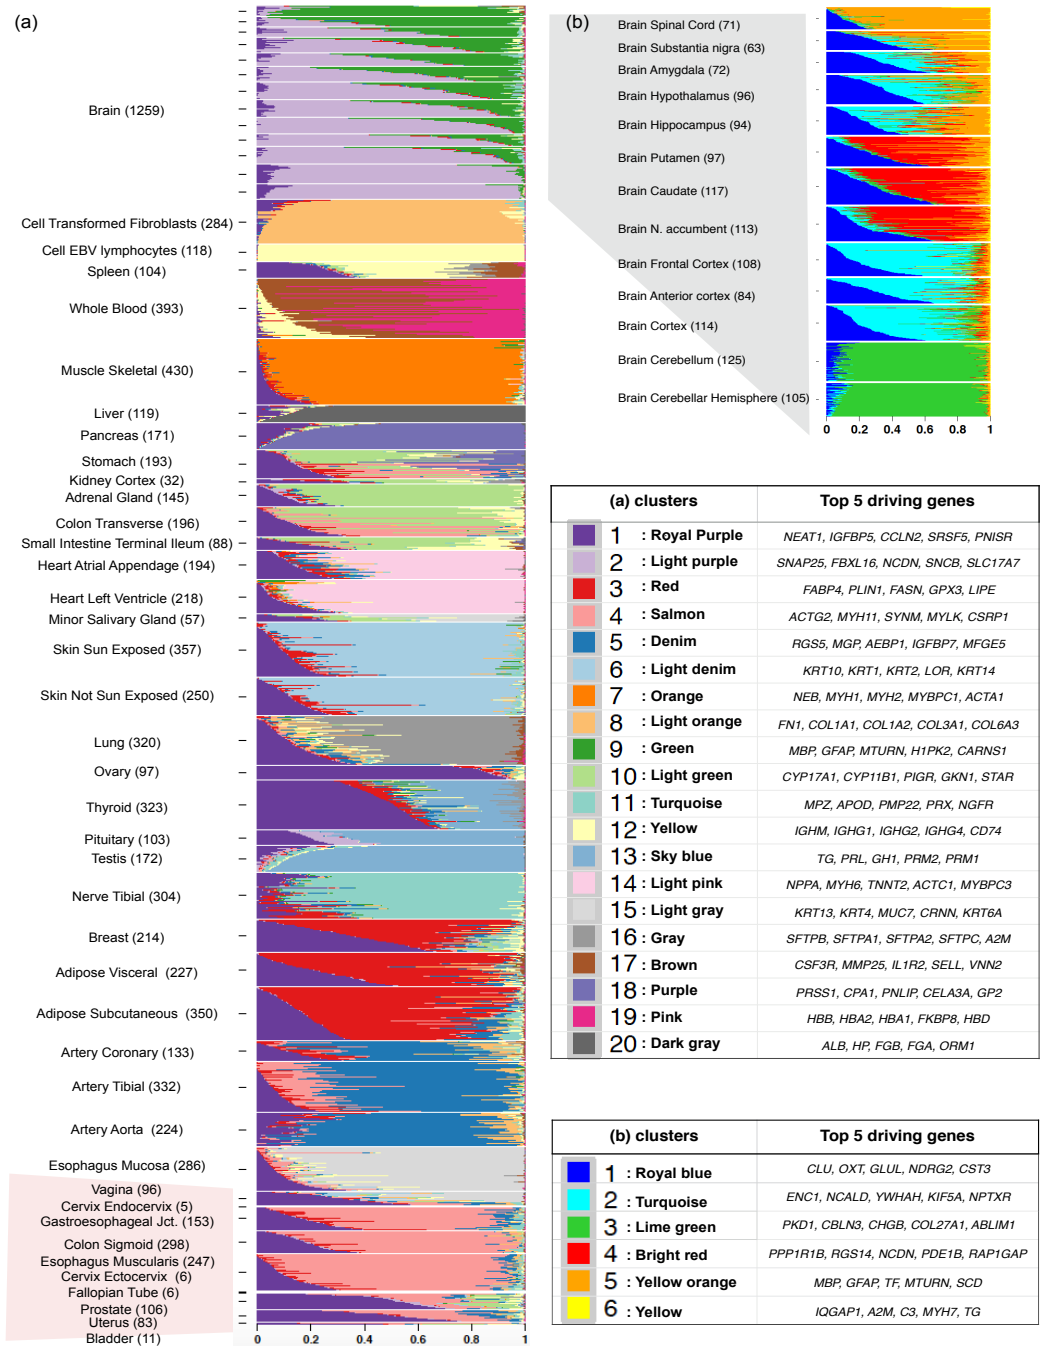 (a)
Brain (1259)
Cell Transformed Fibroblasts (284)
Cell EBV lymphocytes (118)
Spleen (104)
Whole Blood (393)
Muscle Skeletal (430)
Liver (119)
Pancreas (171)
Stomach (193)
Kidney Cortex (32)
Adrenal Gland (145)
Colon Transverse (196)
Small Intestine Terminal Ileum (88)
Heart Atrial Appendage (194)
Heart Left Ventricle (218)
Minor Salivary Gland (57)
Skin Sun Exposed (357)
Skin Not Sun Exposed (250)
Lung (320)
Ovary (97)
Thyroid (323)
Pituitary (103)
Testis (172)
Nerve Tibial (304)
Breast (214)
Adipose Visceral (227)
Adipose Subcutaneous (350)
Artery Coronary (133)
Artery Tibial (332)
Artery Aorta (224)
Esophagus Mucosa (286)
Vagina (96)
Cervix Endocervix (5)
Gastroesophageal Jct. (153)
Colon Sigmoid (298)
Esophagus Muscularis (247)
Cervix Ectocervix (6)
Fallopian Tube (6)
Prostate (106)
Uterus (83)
Bladder (11)
0 0.2 0.4 0.6 0.8 1
(b)
Brain Spinal Cord (71)
Brain Substantia nigra (63)
Brain Amygdala (72)
Brain Hypothalamus (96)
Brain Hippocampus (94)
Brain Putamen (97)
Brain Caudate (117)
Brain N. accumbent (113)
Brain Frontal Cortex (108)
Brain Anterior cortex (84)
Brain Cortex (114)
Brain Cerebellum (125)
Brain Cerebellar Hemisphere (105)
0 0.2 0.4 0.6 0.8 1
(a) clusters Top 5 driving genes
1 : Royal Purple NEAT1, IGFBP5, CCLN2, SRSF5, PNISR
2 : Light purple SNAP25, FBXL16, NCDN, SNCB, SLC17A7
3 : Red FABP4, PLIN1, FASN, GPX3, LIPE
4 : Salmon ACTG2, MYH11, SYNM, MYLK, CSRP1
5 : Denim RGS5, MGP, AEBP1, IGFBP7, MFGE5
6 : Light denim KRT10, KRT1, KRT2, LOR, KRT14
7 : Orange NEB, MYH1, MYH2, MYBPC1, ACTA1
8 : Light orange FN1, COL1A1, COL1A2, COL3A1, COL6A3
9 : Green MBP, GFAP, MTURN, H1PK2, CARNS1
10 : Light green CYP17A1, CYP11B1, PIGR, GKN1, STAR
11 : Turquoise MPZ, APOD, PMP22, PRX, NGFR
12 : Yellow IGHM, IGHG1, IGHG2, IGHG4, CD74
13 : Sky blue TG, PRL, GH1, PRM2, PRM1
14 : Light pink NPPA, MYH6, TNNT2, ACTC1, MYBPC3
15 : Light gray KRT13, KRT4, MUC7, CRNN, KRT6A
16 : Gray SFTPB, SFTPA1, SFTPA2, SFTPC, A2M
17 : Brown CSF3R, MMP25, IL1R2, SELL, VNN2
18 : Purple PRSS1, CPA1, PNLIP, CELA3A, GP2
19 : Pink HBB, HBA2, HBA1, FKBP8, HBD
20 : Dark gray ALB, HP, FGB, FGA, ORM1
(b) clusters Top 5 driving genes
1 : Royal blue CLU, OXT, GLUL, NDRG2, CST3
2 : Turquoise ENC1, NCALD, YWHAH, KIF5A, NPTXR
3 : Lime green PKD1, CBLN3, CHGB, COL27A1, ABLIM1
4 : Bright red PPP1R1B, RGS14, NCDN, PDE1B, RAP1GAP
5 : Yellow orange MBP, GFAP, TF, MTURN, SCD
6 : Yellow IQGAP1, A2M, C3, MYH7, TG